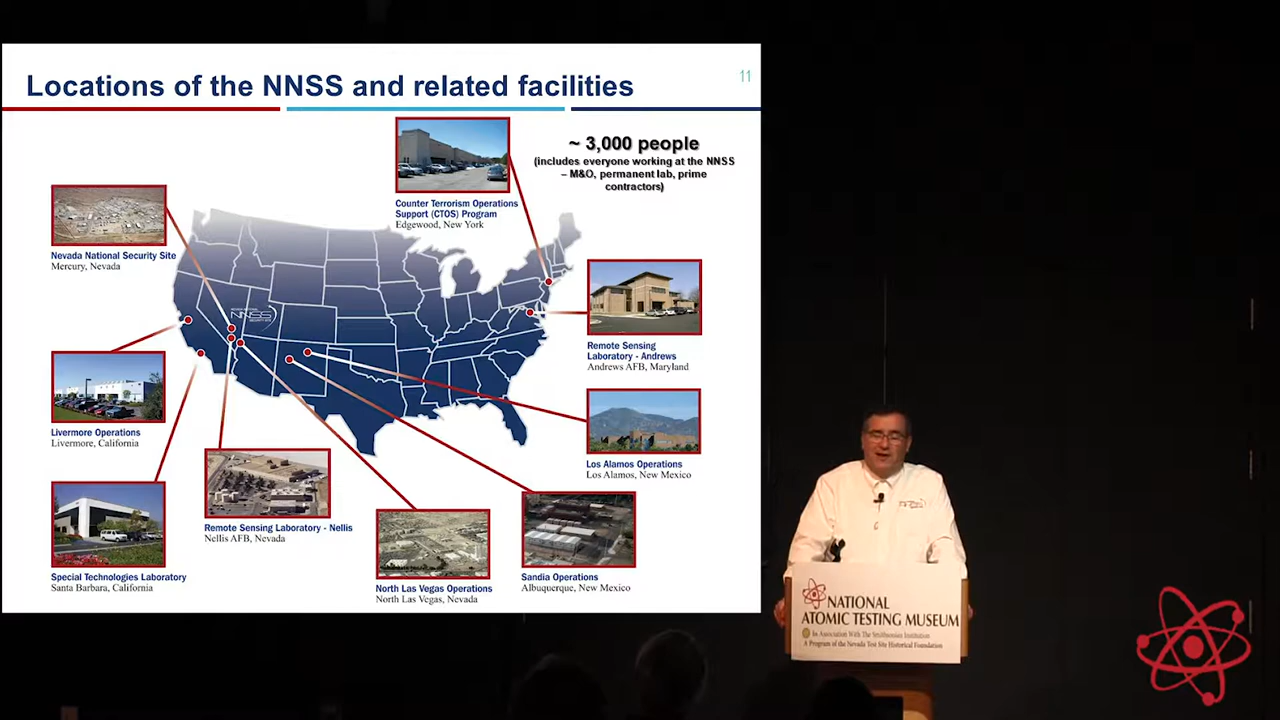 Locations of the NNSS and related facilities
11
~ 3,000 people
(includes everyone working at the NNSS
– M&O, permanent lab, prime
contractors)
Counter Terrorism Operations
Support (CTOS) Program
Edgewood, New York
Nevada National Security Site
Mercury, Nevada
NNSS
Remote Sensing
Laboratory - Andrews
Andrews AFB, Maryland
Livermore Operations
Livermore, California
Los Alamos Operations
Los Alamos, New Mexico
Remote Sensing Laboratory - Nellis
Nellis AFB, Nevada
Special Technologies Laboratory
Santa Barbara, California
North Las Vegas Operations
North Las Vegas, Nevada
Sandia Operations
Albuquerque, New Mexico
NATIONAL
ATOMIC TESTING MUSEUM
In Association With The Smithsonian Institution
A Program of the Nevada Test Site Historical Foundation